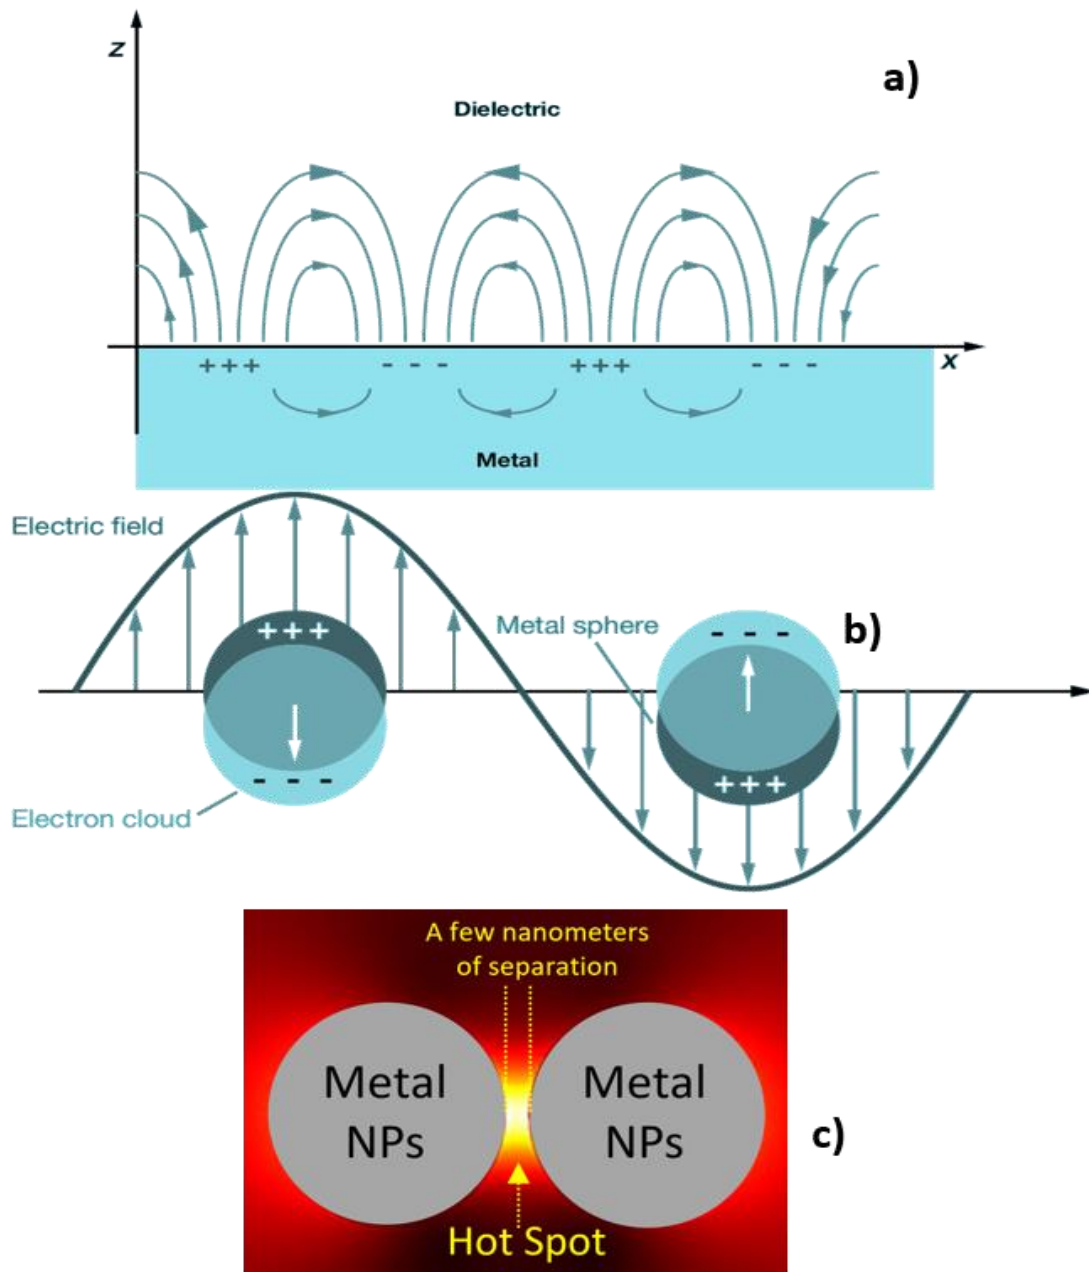 z
a)
Dielectric
+++ - - - +++ - - -
x
Metal
Electric field
+++
Metal sphere
- - -
b)
- - -
+++
Electron cloud
A few nanometers
of separation
Metal
NPs
Metal
NPs
c)
Hot Spot